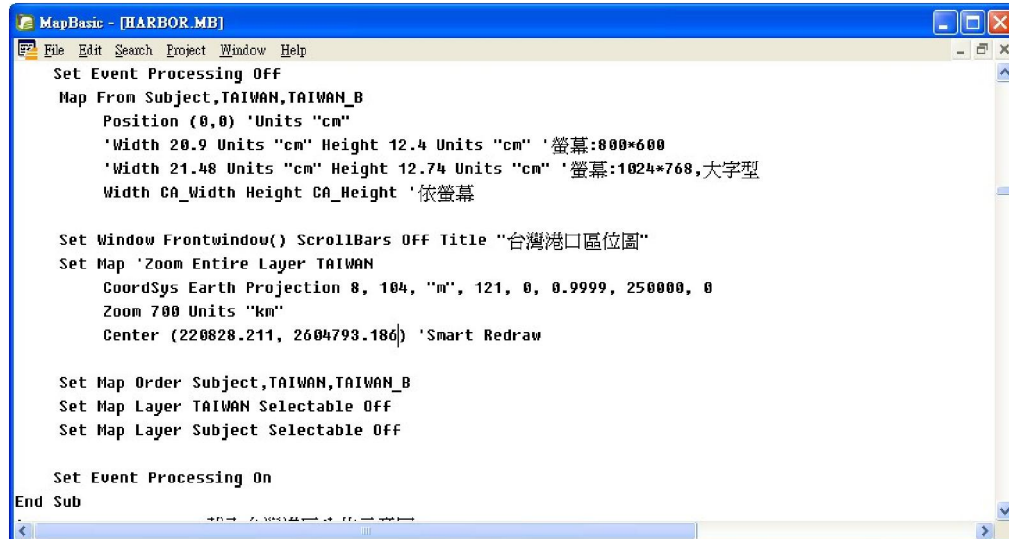 MapBasic - [HARBOR.MB]
File Edit Search Project Window Help
Set Event Processing Off
Map From Subject,TAIWAN,TAIWAN_B
Position (0,0) 'Units "cm"
'Width 20.9 Units "cm" Height 12.4 Units "cm" '螢幕:800*600
'Width 21.48 Units "cm" Height 12.74 Units "cm" '螢幕:1024*768,大字型
Width CA_Width Height CA_Height '依螢幕
Set Window Frontwindow() ScrollBars Off Title "台灣港口區位圖"
Set Map 'Zoom Entire Layer TAIWAN
CoordSys Earth Projection 8, 104, "m", 121, 0, 0.9999, 250000, 0
Zoom 700 Units "km"
Center (220828.211, 2604793.186) 'Smart Redraw
Set Map Order Subject,TAIWAN,TAIWAN_B
Set Map Layer TAIWAN Selectable Off
Set Map Layer Subject Selectable Off
Set Event Processing On
End Sub